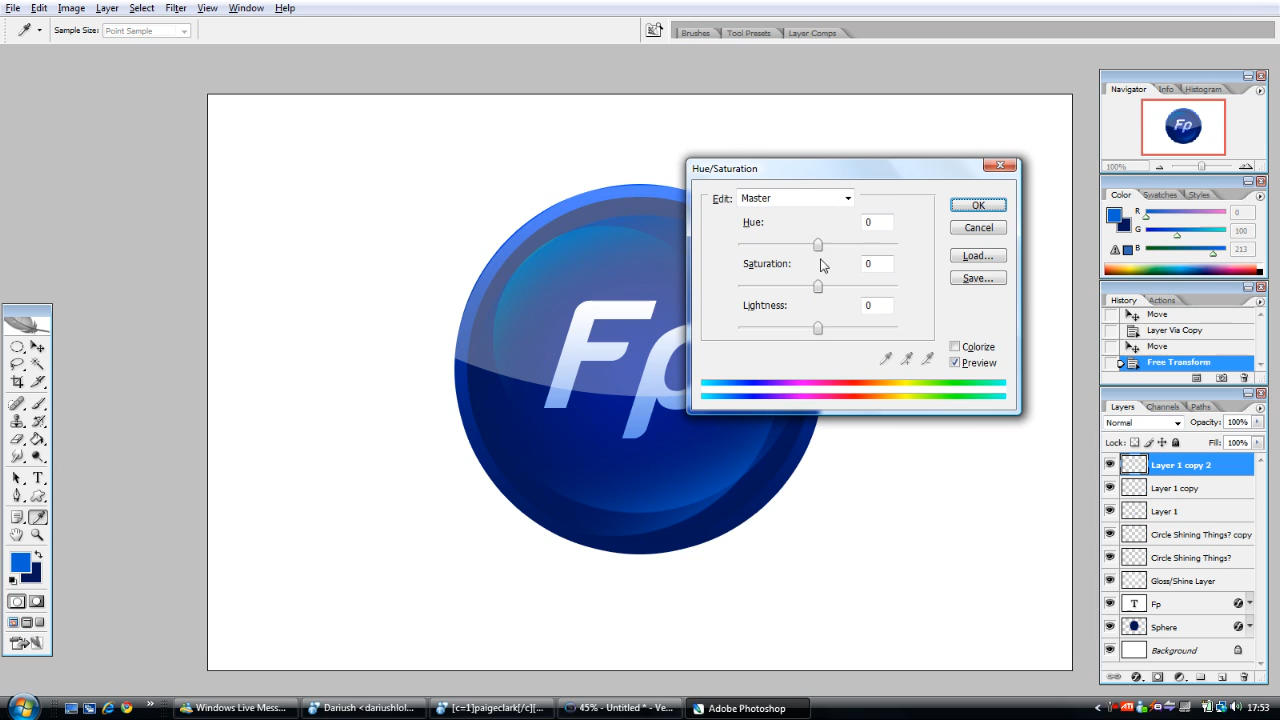 File Edit Image Layer Select Filter View Window Help
Sample Size: Point Sample
Brushes Tool Presets Layer Comps
Navigator Info Histogram
Fp
100%
Color Swatches Styles
R 0
G 100
B 213
History Actions
Move
Layer Via Copy
Move
Free Transform
Layers Channels Paths
Normal Opacity: 100%
Lock: Fill: 100%
Layer 1 copy 2
Layer 1 copy
Layer 1
Circle Shining Things? copy
Circle Shining Things?
Gloss/Shine Layer
T Fp
Sphere
Background
Fp
Hue/Saturation
Edit: Master
Hue: 0
Saturation: 0
Lightness: 0
OK
Cancel
Load...
Save...
Colorize
Preview
T
Windows Live Mess... Dariush <dariushlo... [c=1]paigeclark[/c][... 45% - Untitled * - Ve... Adobe Photoshop 17:53